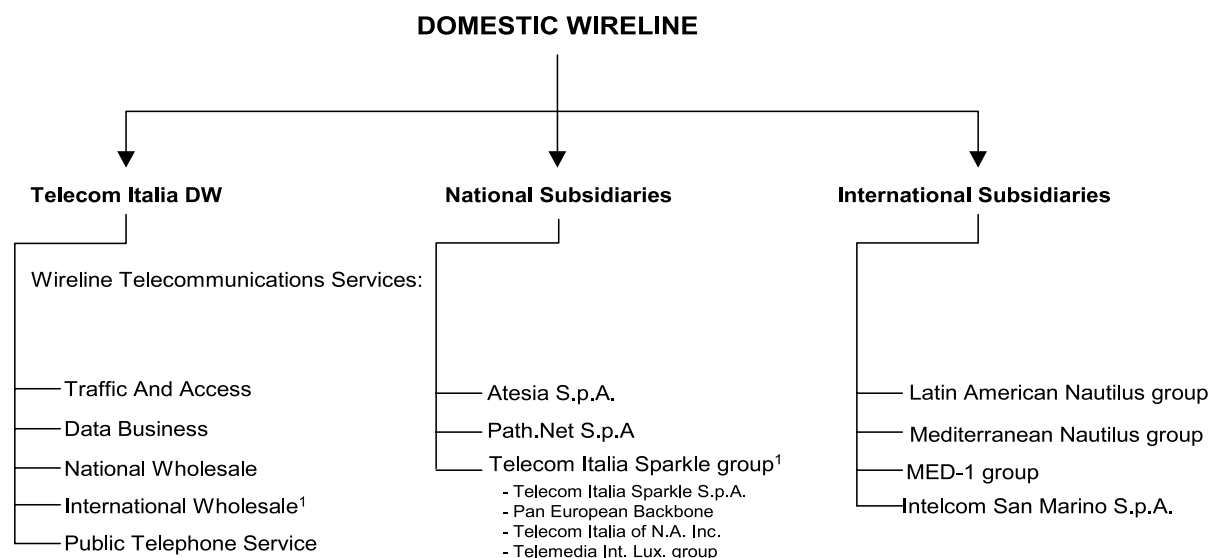 DOMESTIC WIRELINE
Telecom Italia DW
Wireline Telecommunications Services:
Traffic And Access
Data Business
National Wholesale
International Wholesale¹
Public Telephone Service
National Subsidiaries
Atesia S.p.A.
Path.Net S.p.A
Telecom Italia Sparkle group¹
- Telecom Italia Sparkle S.p.A.
- Pan European Backbone
- Telecom Italia of N.A. Inc.
- Telemedia Int. Lux. group
International Subsidiaries
Latin American Nautilus group
Mediterranean Nautilus group
MED-1 group
Intelcom San Marino S.p.A.